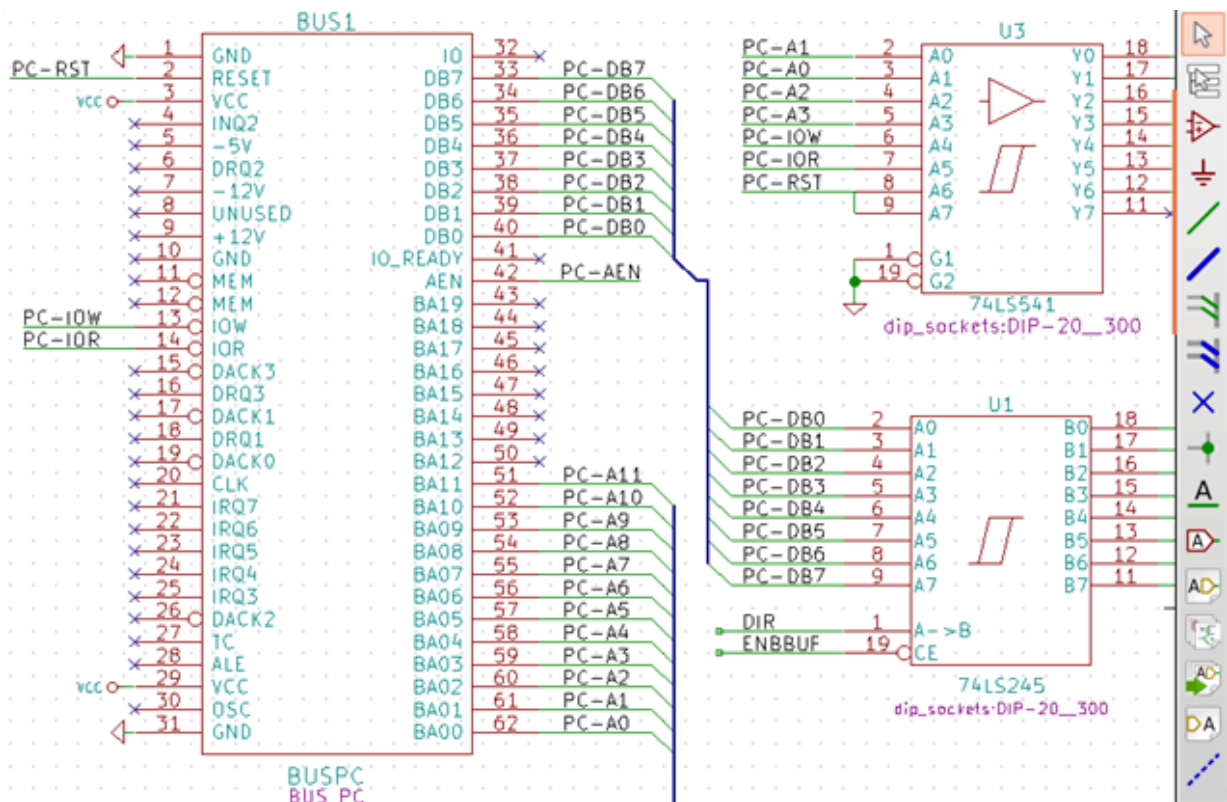 BUS1
1 GND IO 32
PC-RST 2 RESET DB7 33 PC-DB7
VCC 3 VCC DB6 34 PC-DB6
4 INQ2 DB5 35 PC-DB5
5 -5V DB4 36 PC-DB4
6 DRQ2 DB3 37 PC-DB3
7 -12V DB2 38 PC-DB2
8 UNUSED DB1 39 PC-DB1
9 +12V DB0 40 PC-DB0
10 GND IO_READY 41
11 MEM AEN 42 PC-AEN
12 MEM BA19 43
PC-IOW 13 IOW BA18 44
PC-IOR 14 IOR BA17 45
15 DACK3 BA16 46
16 DRQ3 BA15 47
17 DACK1 BA14 48
18 DRQ1 BA13 49
19 DACK0 BA12 50
20 CLK BA11 51 PC-A11
21 IRQ7 BA10 52 PC-A10
22 IRQ6 BA09 53 PC-A9
23 IRQ5 BA08 54 PC-A8
24 IRQ4 BA07 55 PC-A7
25 IRQ3 BA06 56 PC-A6
26 DACK2 BA05 57 PC-A5
27 TC BA04 58 PC-A4
28 ALE BA03 59 PC-A3
VCC 29 VCC BA02 60 PC-A2
30 OSC BA01 61 PC-A1
31 GND BA00 62 PC-A0
BUSPC
BUS_PC
U3
PC-A1 2 A0 Y0 18
PC-A0 3 A1 Y1 17
PC-A2 4 A2 Y2 16
PC-A3 5 A3 Y3 15
PC-IOW 6 A4 Y4 14
PC-IOR 7 A5 Y5 13
PC-RST 8 A6 Y6 12
9 A7 Y7 11
1 G1
19 G2
74LS541
dip_sockets:DIP-20__300
U1
PC-DB0 2 A0 B0 18
PC-DB1 3 A1 B1 17
PC-DB2 4 A2 B2 16
PC-DB3 5 A3 B3 15
PC-DB4 6 A4 B4 14
PC-DB5 7 A5 B5 13
PC-DB6 8 A6 B6 12
PC-DB7 9 A7 B7 11
DIR 1 A->B
ENBBUF 19 CE
74LS245
dip_sockets:DIP-20__300
A
A
AD
AD
DA